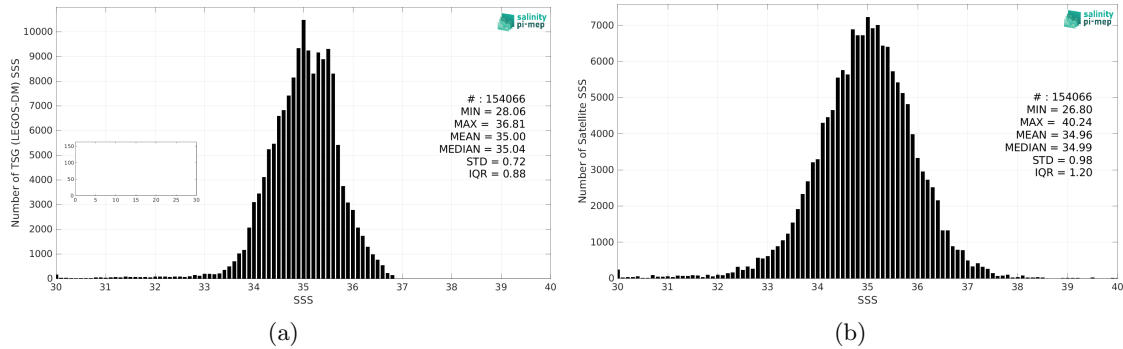 salinity
pi-mep
Number of TSG (LEGOS-DM) SSS
10000
9000
8000
7000
6000
5000
4000
3000
2000
1000
0
# : 154066
MIN = 28.06
MAX = 36.81
MEAN = 35.00
MEDIAN = 35.04
STD = 0.72
IQR = 0.88
150
100
50
0
0 5 10 15 20 25 30
30 31 32 33 34 35 36 37 38 39 40
SSS
(a)
salinity
pi-mep
Number of Satellite SSS
7000
6000
5000
4000
3000
2000
1000
0
# : 154066
MIN = 26.80
MAX = 40.24
MEAN = 34.96
MEDIAN = 34.99
STD = 0.98
IQR = 1.20
30 31 32 33 34 35 36 37 38 39 40
SSS
(b)